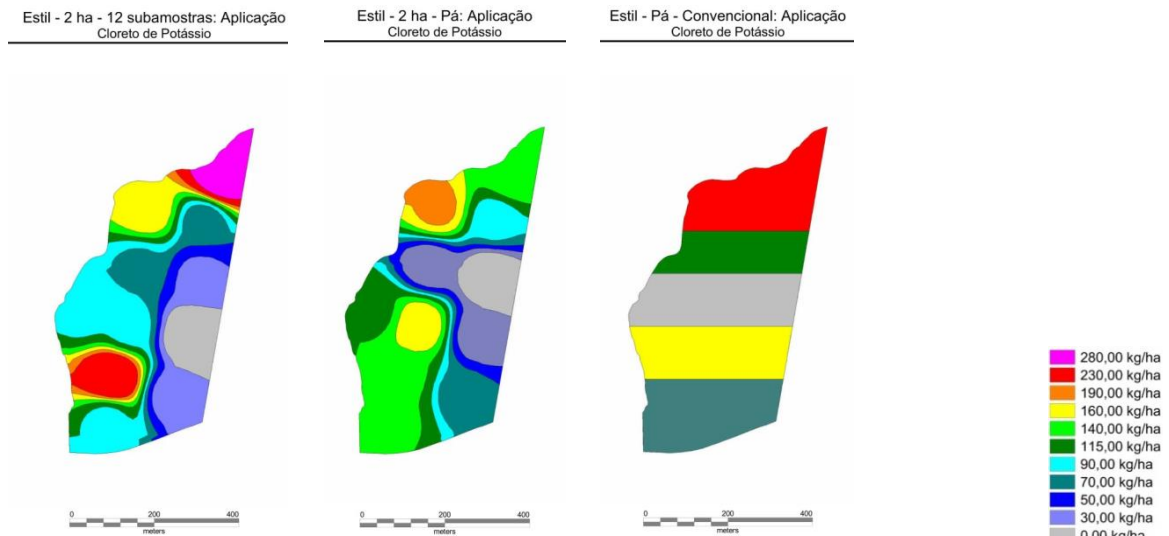 Estil - 2 ha - 12 subamostras: Aplicação
Cloreto de Potássio
Estil - 2 ha - Pá: Aplicação
Cloreto de Potássio
Estil - Pá - Convencional: Aplicação
Cloreto de Potássio
280,00 kg/ha
230,00 kg/ha
190,00 kg/ha
160,00 kg/ha
140,00 kg/ha
115,00 kg/ha
90,00 kg/ha
70,00 kg/ha
50,00 kg/ha
30,00 kg/ha
0,00 kg/ha
0 200 400
meters
0 200 400
meters
0 200 400
meters